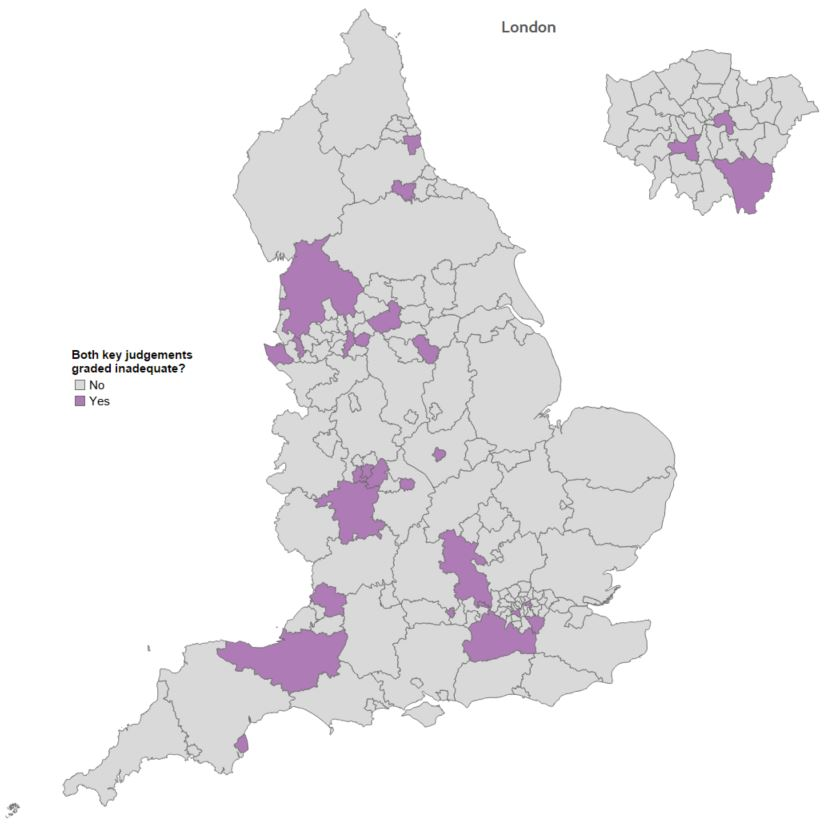 London
Both key judgements
graded inadequate?
No
Yes